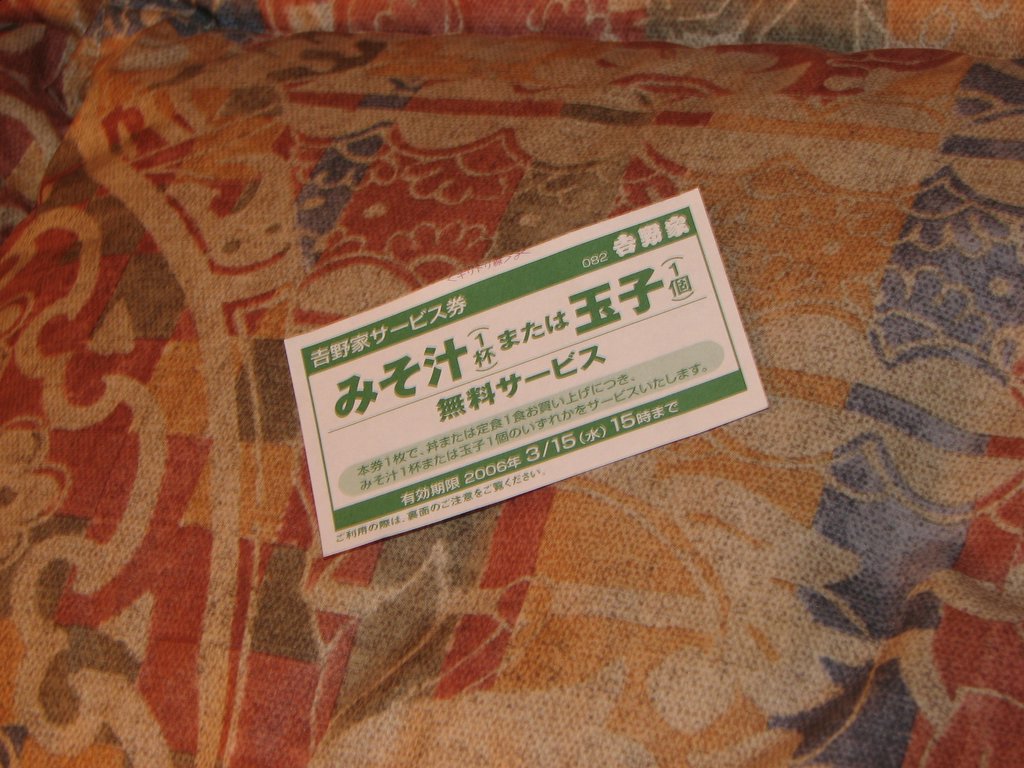 キリトリ線
吉野家サービス券 082 吉野家
みそ汁(1杯)または玉子(1個)
無料サービス
本券1枚で、丼または定食1食お買い上げにつき、
みそ汁1杯または玉子1個のいずれかをサービスいたします。
有効期限 2006年 3/15(水) 15時まで
ご利用の際は、裏面のご注意をご覧ください。